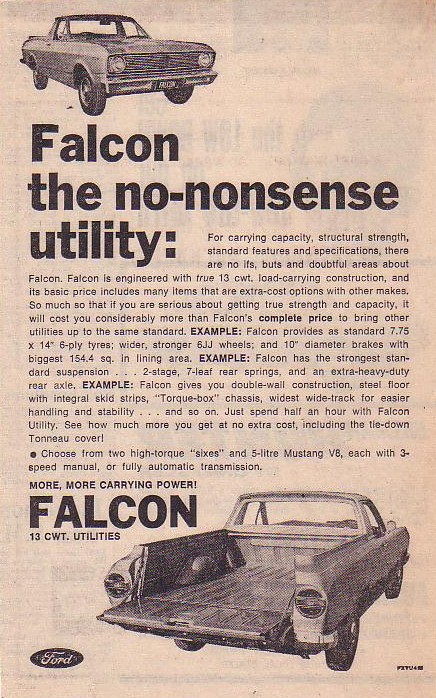 Falcon
the no-nonsense
utility:
For carrying capacity, structural strength,
standard features and specifications, there
are no ifs, buts and doubtful areas about
Falcon. Falcon is engineered with true 13 cwt. load-carrying construction, and
its basic price includes many items that are extra-cost options with other makes.
So much so that if you are serious about getting true strength and capacity, it
will cost you considerably more than Falcon's complete price to bring other
utilities up to the same standard. EXAMPLE: Falcon provides as standard 7.75
x 14" 6-ply tyres; wider, stronger 6JJ wheels; and 10" diameter brakes with
biggest 154.4 sq. in lining area. EXAMPLE: Falcon has the strongest stan-
dard suspension . . . 2-stage, 7-leaf rear springs, and an extra-heavy-duty
rear axle. EXAMPLE: Falcon gives you double-wall construction, steel floor
with integral skid strips, "Torque-box" chassis, widest wide-track for easier
handling and stability . . . and so on. Just spend half an hour with Falcon
Utility. See how much more you get at no extra cost, including the tie-down
Tonneau cover!
● Choose from two high-torque "sixes" and 5-litre Mustang V8, each with 3-
speed manual, or fully automatic transmission.
MORE, MORE CARRYING POWER!
FALCON
13 CWT. UTILITIES
Ford